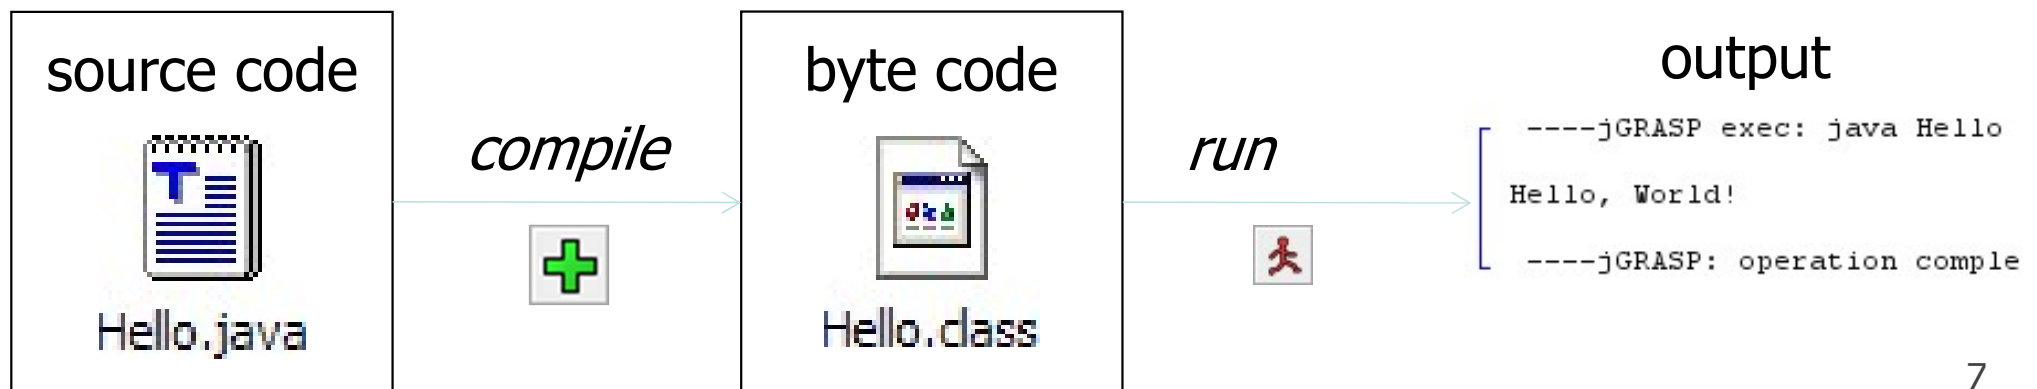 source code
Hello.java
compile
byte code
Hello.class
run
output
----jGRASP exec: java Hello
Hello, World!
----jGRASP: operation comple
7